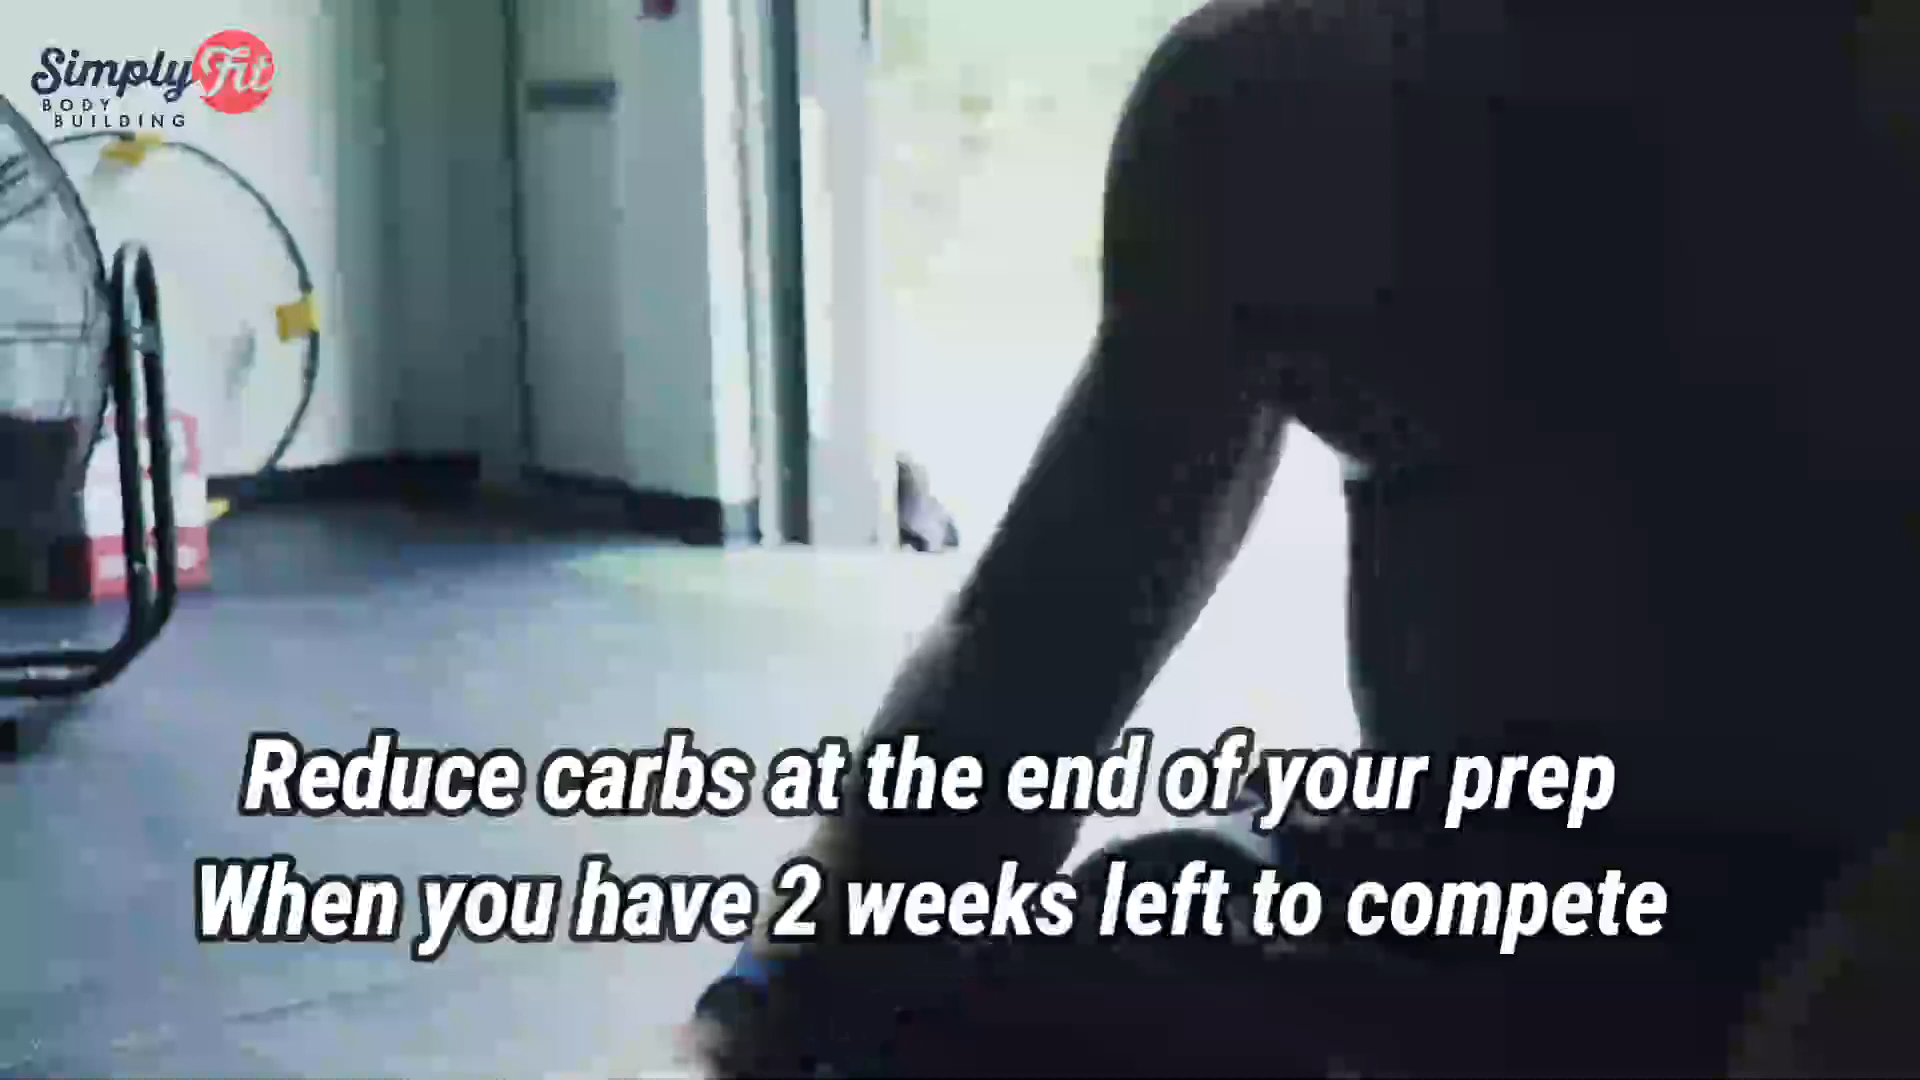 Simply Fit
BODY
BUILDING
Reduce carbs at the end of your prep
When you have 2 weeks left to compete